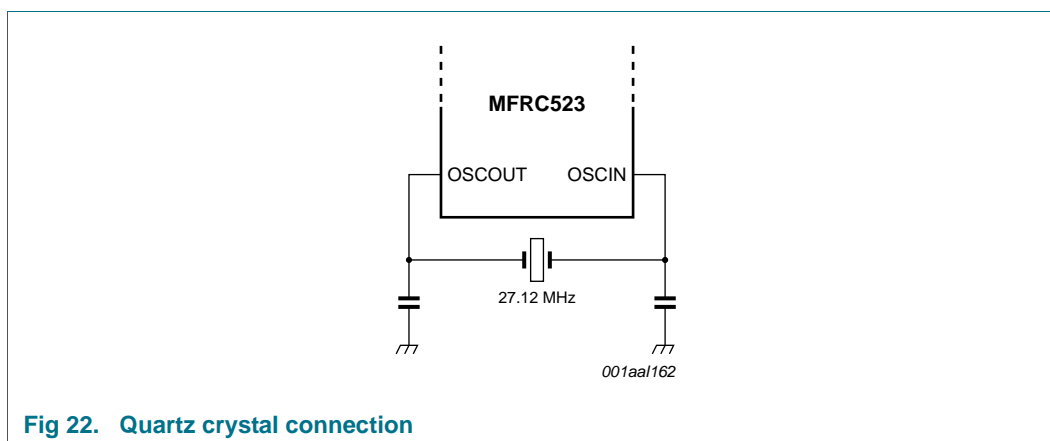 MFRC523
OSCOUT OSCIN
27.12 MHz
001aal162
Fig 22. Quartz crystal connection